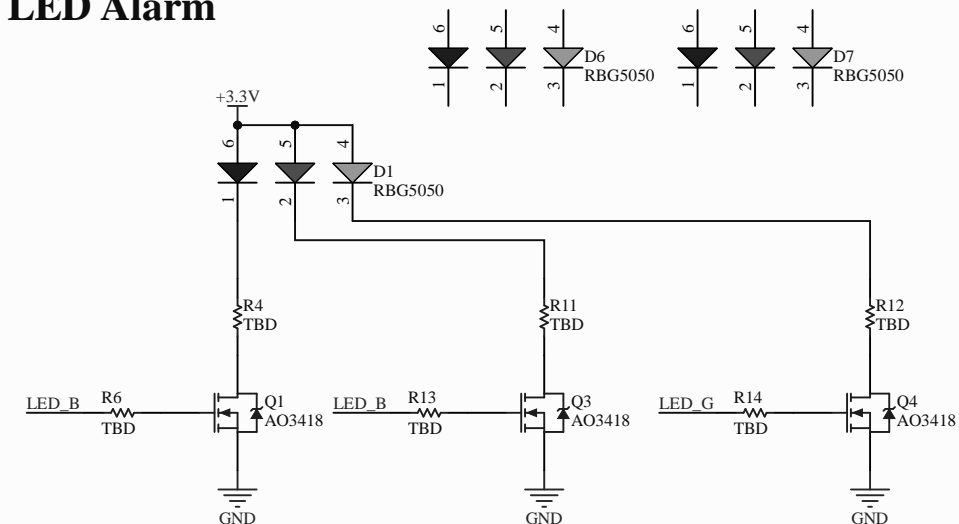 LED Alarm
6 5 4
D6
RBG5050
1 2 3
6 5 4
D7
RBG5050
1 2 3
+3.3V
6 5 4
D1
RBG5050
1 2 3
R4
TBD
R11
TBD
R12
TBD
LED_B
R6
TBD
Q1
AO3418
LED_B
R13
TBD
Q3
AO3418
LED_G
R14
TBD
Q4
AO3418
GND
GND
GND